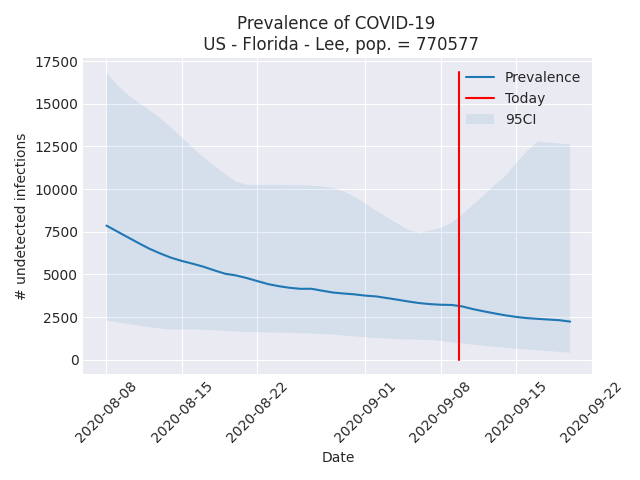 Prevalence of COVID-19
US - Florida - Lee, pop. = 770577
17500
15000
12500
10000
7500
5000
2500
0
# undetected infections
Prevalence
Today
95CI
2020-08-08
2020-08-15
2020-08-22
2020-09-01
2020-09-08
2020-09-15
2020-09-22
Date